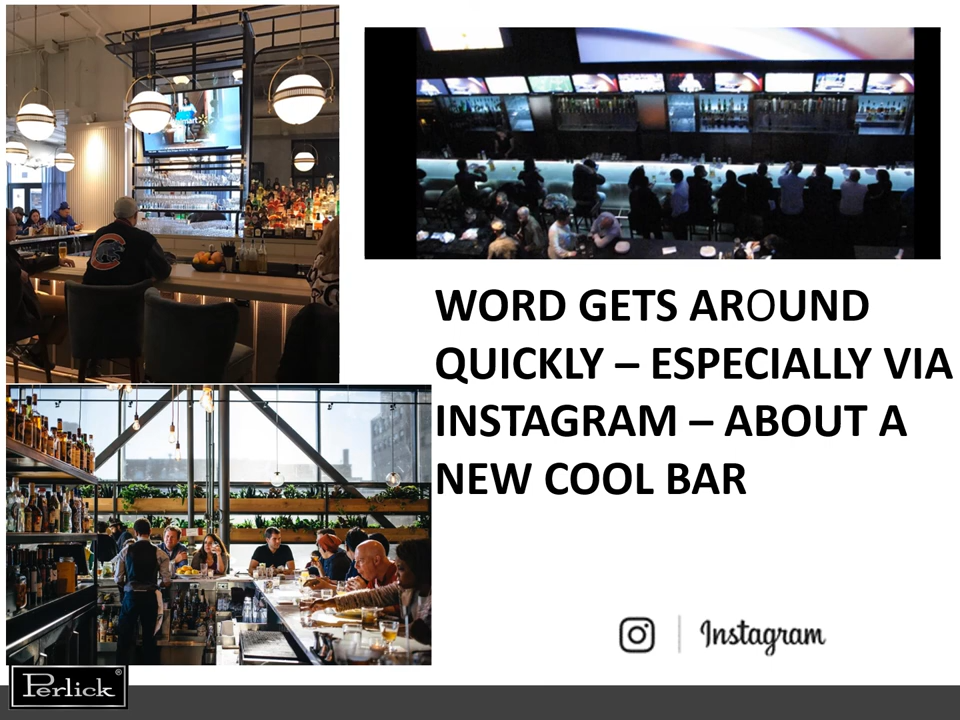 WORD GETS AROUND
QUICKLY – ESPECIALLY VIA
INSTAGRAM – ABOUT A
NEW COOL BAR
Instagram
Perlick®